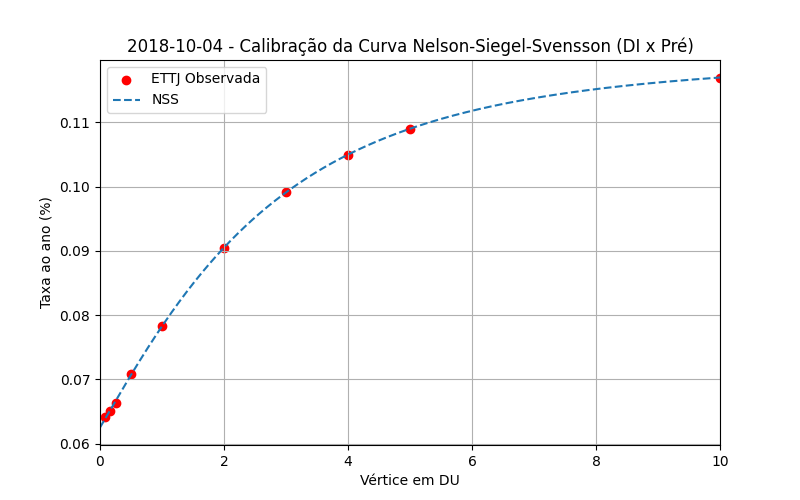 2018-10-04 - Calibração da Curva Nelson-Siegel-Svensson (DI x Pré)
ETTJ Observada
NSS
Taxa ao ano (%)
0.11
0.10
0.09
0.08
0.07
0.06
0 2 4 6 8 10
Vértice em DU